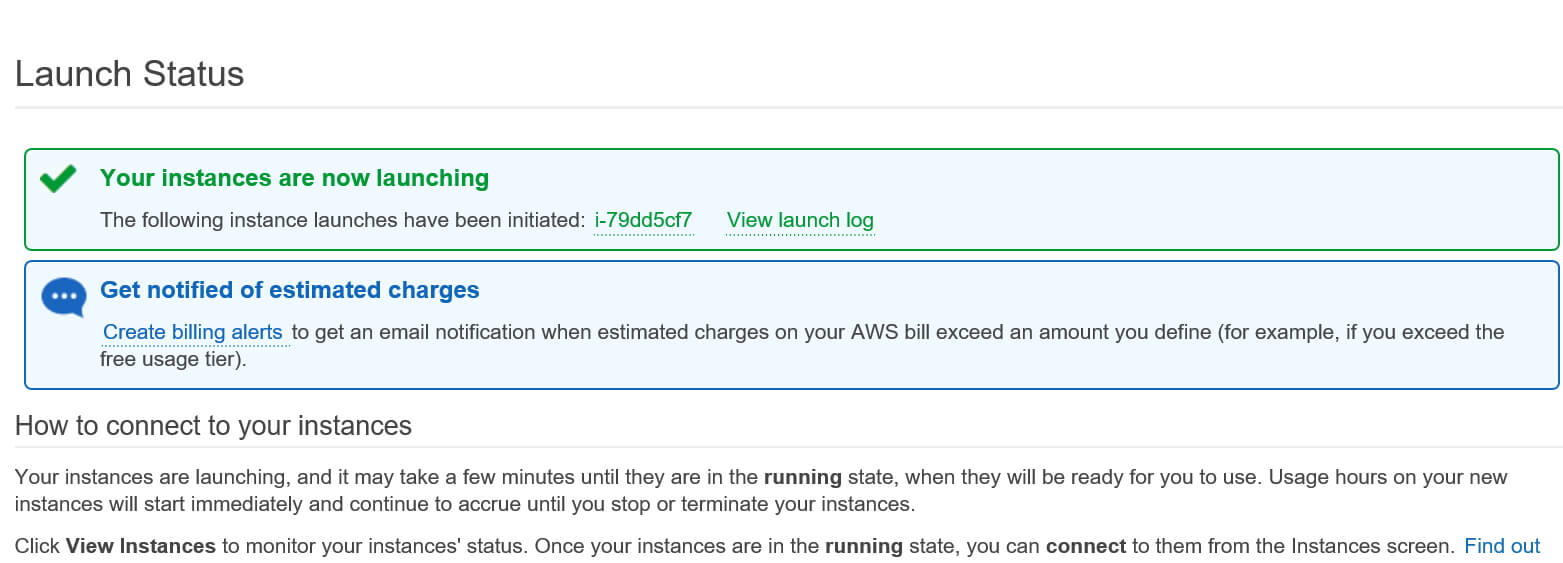 Launch Status
Your instances are now launching
The following instance launches have been initiated: i-79dd5cf7 View launch log
Get notified of estimated charges
Create billing alerts to get an email notification when estimated charges on your AWS bill exceed an amount you define (for example, if you exceed the
free usage tier).
How to connect to your instances
Your instances are launching, and it may take a few minutes until they are in the running state, when they will be ready for you to use. Usage hours on your new
instances will start immediately and continue to accrue until you stop or terminate your instances.
Click View Instances to monitor your instances' status. Once your instances are in the running state, you can connect to them from the Instances screen. Find out